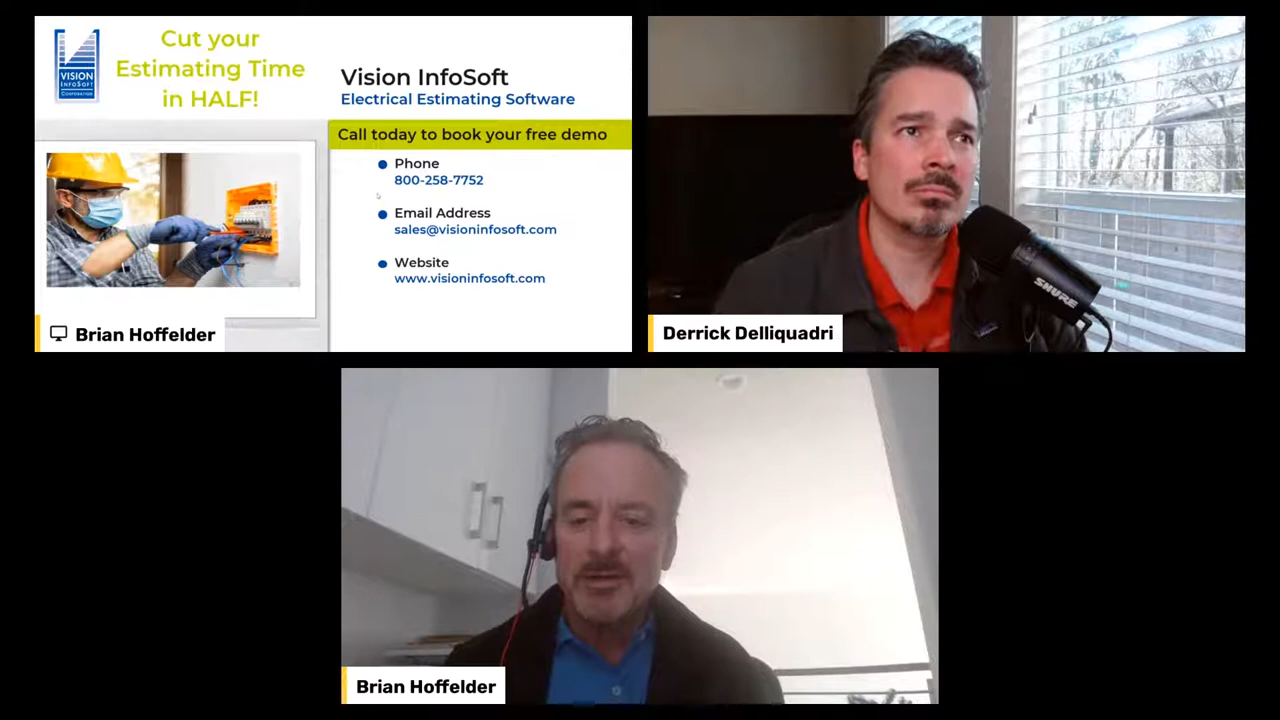 Cut your
Estimating Time
in HALF!
VISION
INFOSOFT
CORPORATION
Vision InfoSoft
Electrical Estimating Software
Call today to book your free demo
Phone
800-258-7752
Email Address
sales@visioninfosoft.com
Website
www.visioninfosoft.com
Brian Hoffelder
SHURE
Derrick Delliquadri
Brian Hoffelder